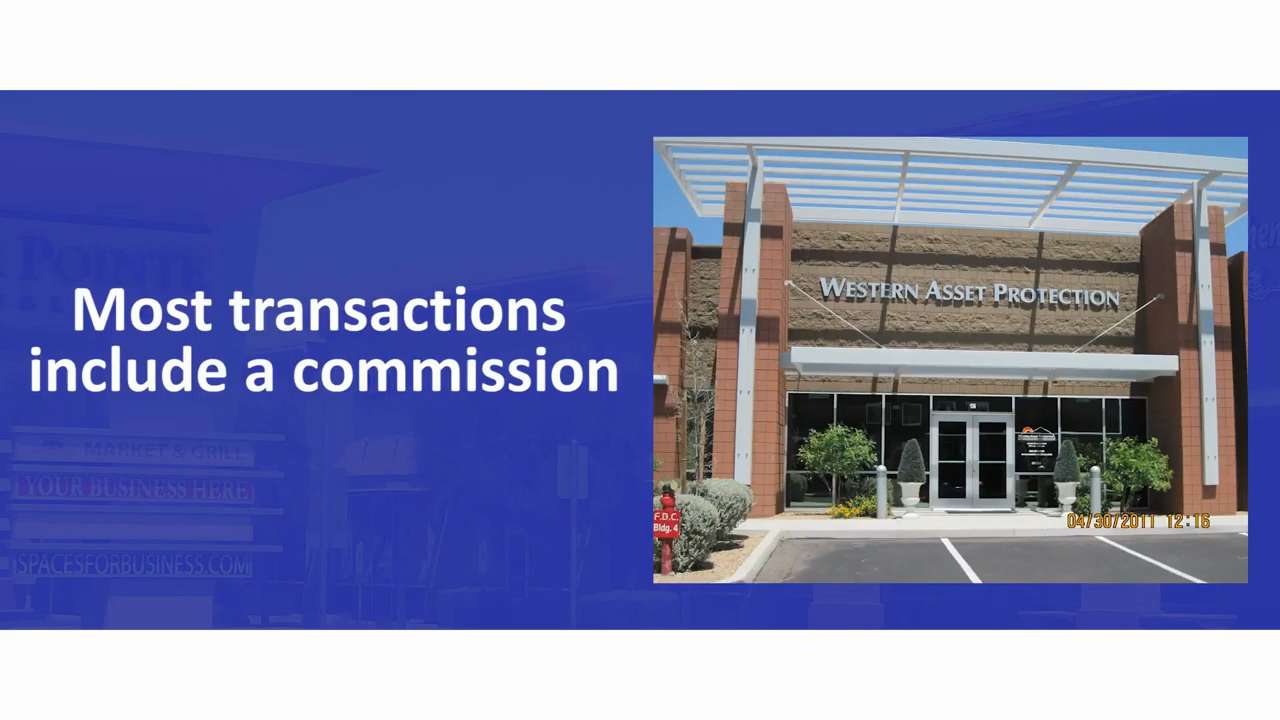 Most transactions
include a commission
POINTE
MARKET & GRILL
YOUR BUSINESS HERE
SPACESFORBUSINESS.COM
WESTERN ASSET PROTECTION
F.D.C.
Bldg. 4
04/30/2011 12:16